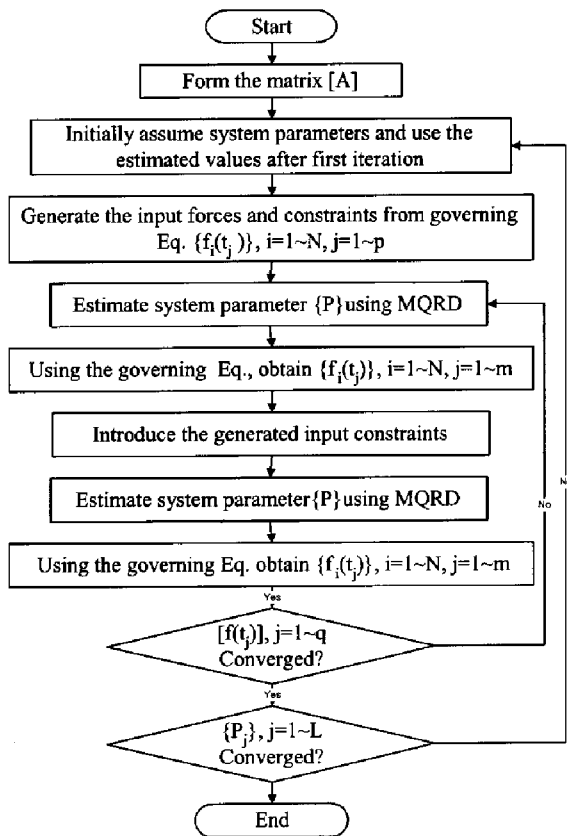 Start
Form the matrix [A]
Initially assume system parameters and use the
estimated values after first iteration
Generate the input forces and constraints from governing
Eq. {fi(tj )}, i=1~N, j=1~p
Estimate system parameter {P}using MQRD
Using the governing Eq., obtain {fi(tj)}, i=1~N, j=1~m
Introduce the generated input constraints
Estimate system parameter{P}using MQRD
Using the governing Eq. obtain {fi(tj)}, i=1~N, j=1~m
Yes
[f(tj)], j=1~q
Converged?
No
Yes
{Pj}, j=1~L
Converged?
End